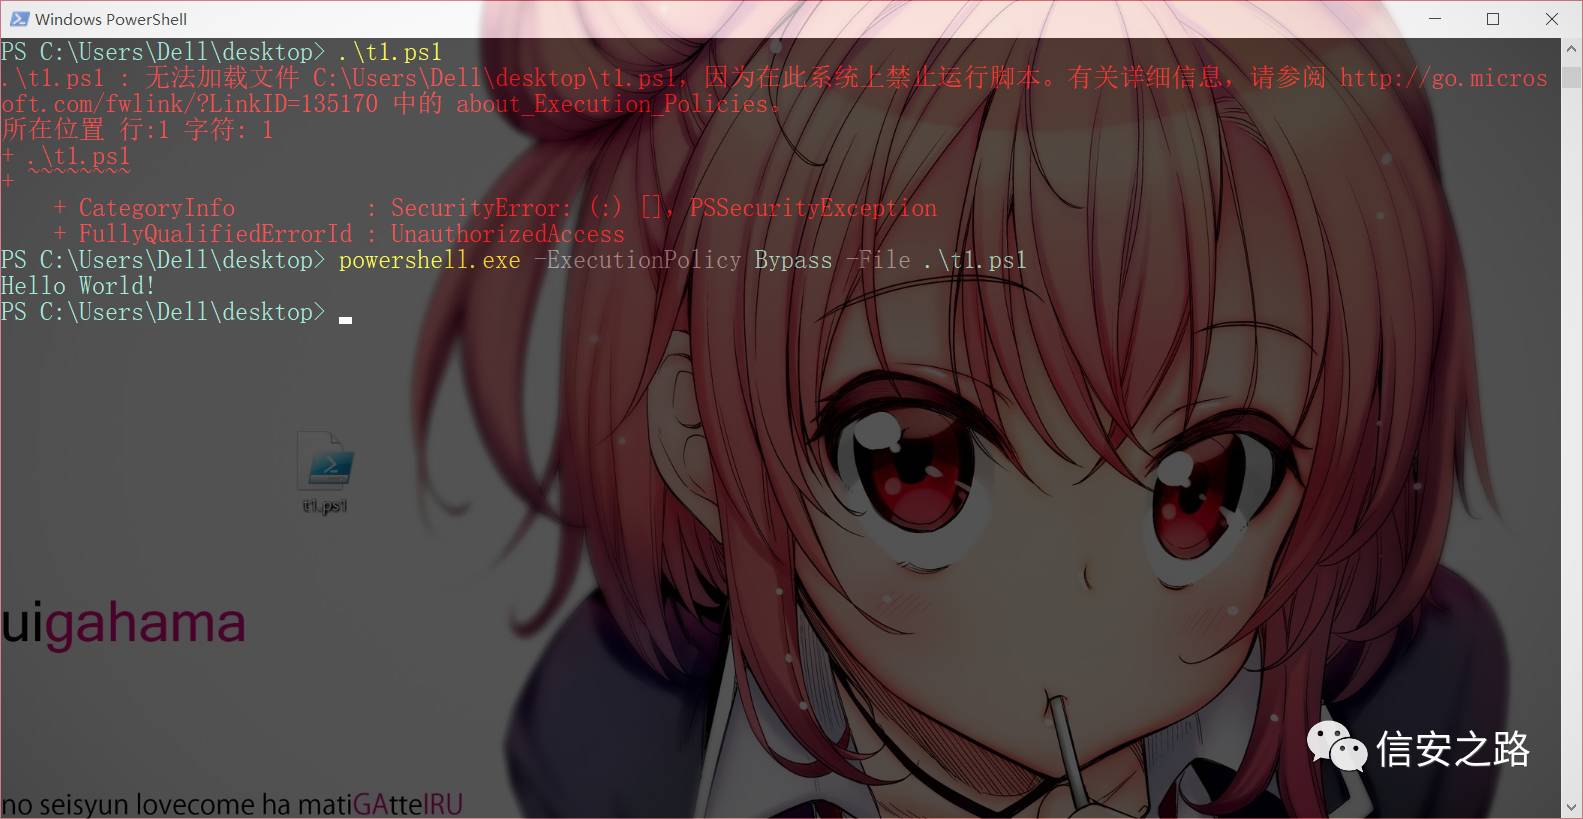 Windows PowerShell
PS C:\Users\Dell\desktop> .\t1.ps1
.\t1.ps1 : 无法加载文件 C:\Users\Dell\desktop\t1.ps1，因为在此系统上禁止运行脚本。有关详细信息，请参阅 http://go.micros
oft.com/fwlink/?LinkID=135170 中的 about_Execution_Policies。
所在位置 行:1 字符: 1
+ .\t1.ps1
+ ~~~~~~~~
+ CategoryInfo          : SecurityError: (:) []，PSSecurityException
+ FullyQualifiedErrorId : UnauthorizedAccess
PS C:\Users\Dell\desktop> powershell.exe -ExecutionPolicy Bypass -File .\t1.ps1
Hello World!
PS C:\Users\Dell\desktop>
t1.ps1
uigahama
no seisyun lovecome ha matiGAtteIRU
信安之路